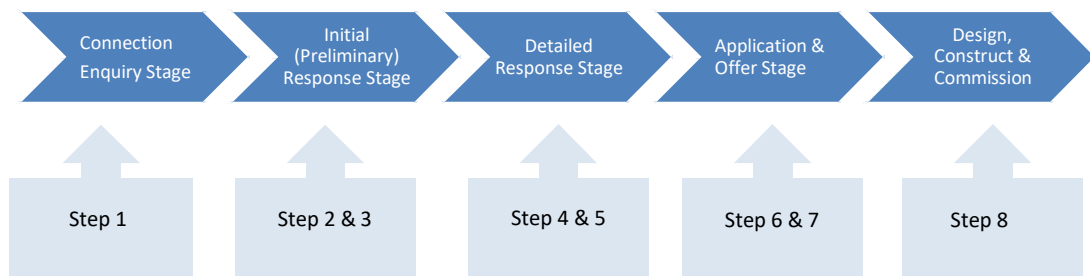 Connection
Enquiry Stage
Initial
(Preliminary)
Response Stage
Detailed
Response Stage
Application &
Offer Stage
Design,
Construct &
Commission
Step 1
Step 2 & 3
Step 4 & 5
Step 6 & 7
Step 8